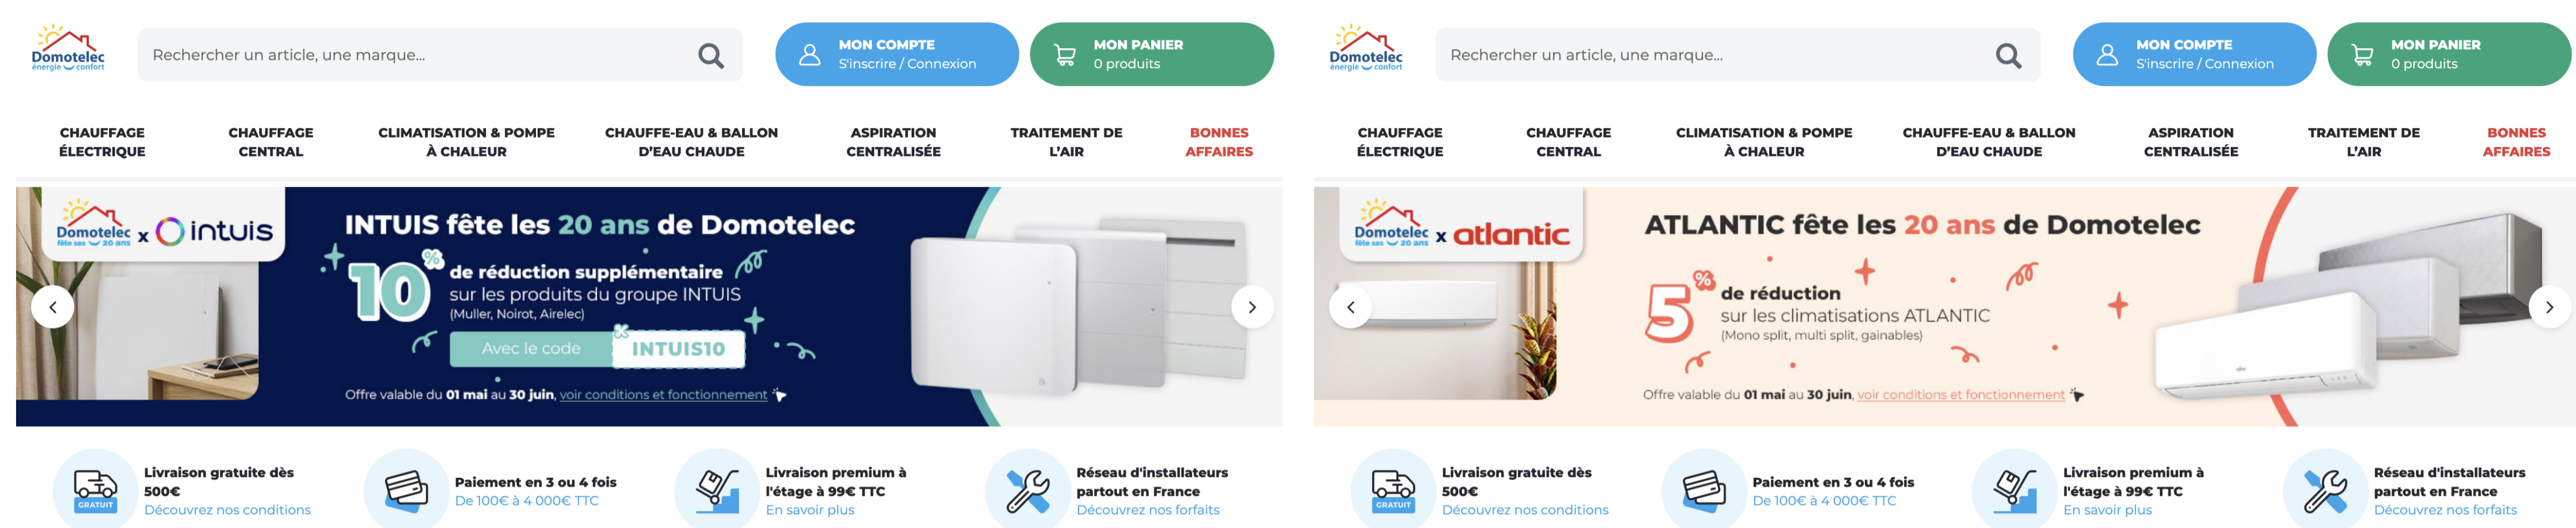 Domotelec
énergie confort
Rechercher un article, une marque...
MON COMPTE
S'inscrire / Connexion
MON PANIER
0 produits
CHAUFFAGE
ÉLECTRIQUE
CHAUFFAGE
CENTRAL
CLIMATISATION & POMPE
À CHALEUR
CHAUFFE-EAU & BALLON
D'EAU CHAUDE
ASPIRATION
CENTRALISÉE
TRAITEMENT DE
L'AIR
BONNES
AFFAIRES
Domotelec
fête ses 20 ans
x intuis
INTUIS fête les 20 ans de Domotelec
10% de réduction supplémentaire
sur les produits du groupe INTUIS
(Muller, Noirot, Airelec)
Avec le code INTUIS10
Offre valable du 01 mai au 30 juin, voir conditions et fonctionnement
GRATUIT
Livraison gratuite dès
500€
Découvrez nos conditions
Paiement en 3 ou 4 fois
De 100€ à 4 000€ TTC
Livraison premium à
l'étage à 99€ TTC
En savoir plus
Réseau d'installateurs
partout en France
Découvrez nos forfaits
Domotelec
énergie confort
Rechercher un article, une marque...
MON COMPTE
S'inscrire / Connexion
MON PANIER
0 produits
CHAUFFAGE
ÉLECTRIQUE
CHAUFFAGE
CENTRAL
CLIMATISATION & POMPE
À CHALEUR
CHAUFFE-EAU & BALLON
D'EAU CHAUDE
ASPIRATION
CENTRALISÉE
TRAITEMENT DE
L'AIR
BONNES
AFFAIRES
Domotelec
fête ses 20 ans
x atlantic
ATLANTIC fête les 20 ans de Domotelec
5% de réduction
sur les climatisations ATLANTIC
(Mono split, multi split, gainables)
Offre valable du 01 mai au 30 juin, voir conditions et fonctionnement
GRATUIT
Livraison gratuite dès
500€
Découvrez nos conditions
Paiement en 3 ou 4 fois
De 100€ à 4 000€ TTC
Livraison premium à
l'étage à 99€ TTC
En savoir plus
Réseau d'installateurs
partout en France
Découvrez nos forfaits